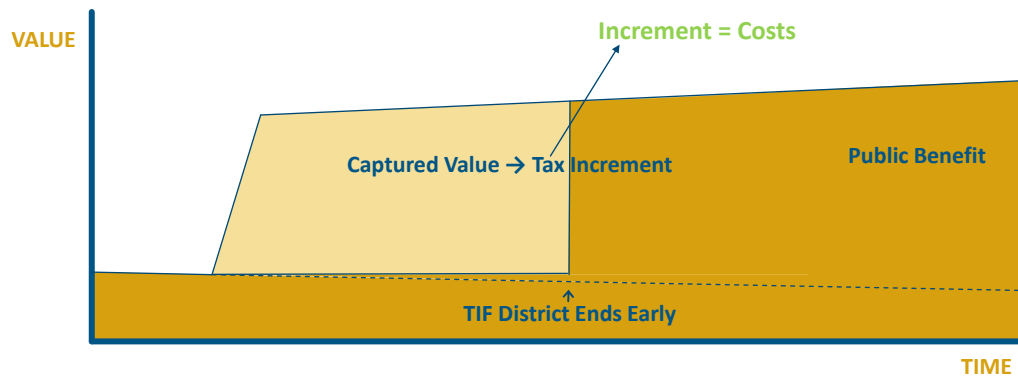 Increment = Costs
VALUE
Captured Value → Tax Increment
Public Benefit
TIF District Ends Early
TIME